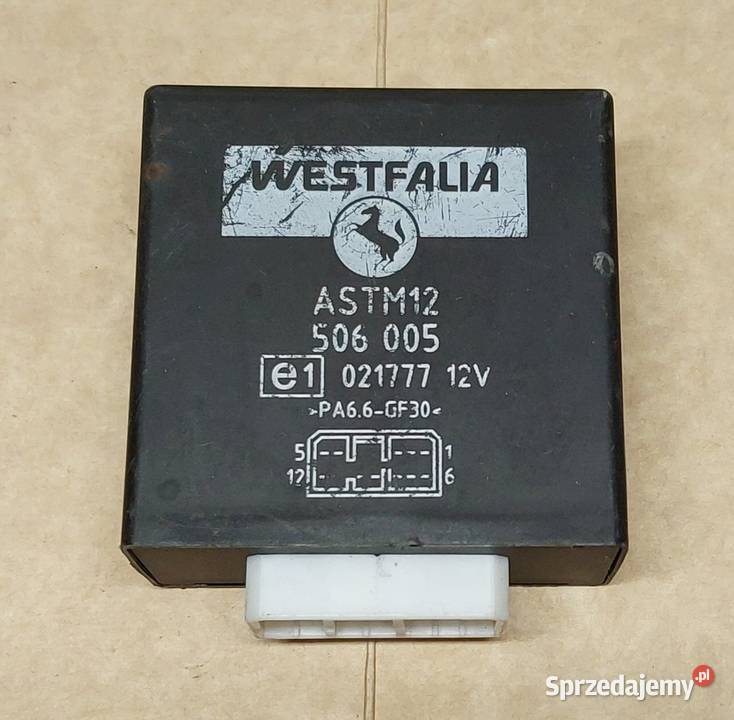 WESTFALIA
ASTM12
506 005
e1 021777 12V
>PA6.6-GF30<
5 1
12 6
Sprzedajemy.pl